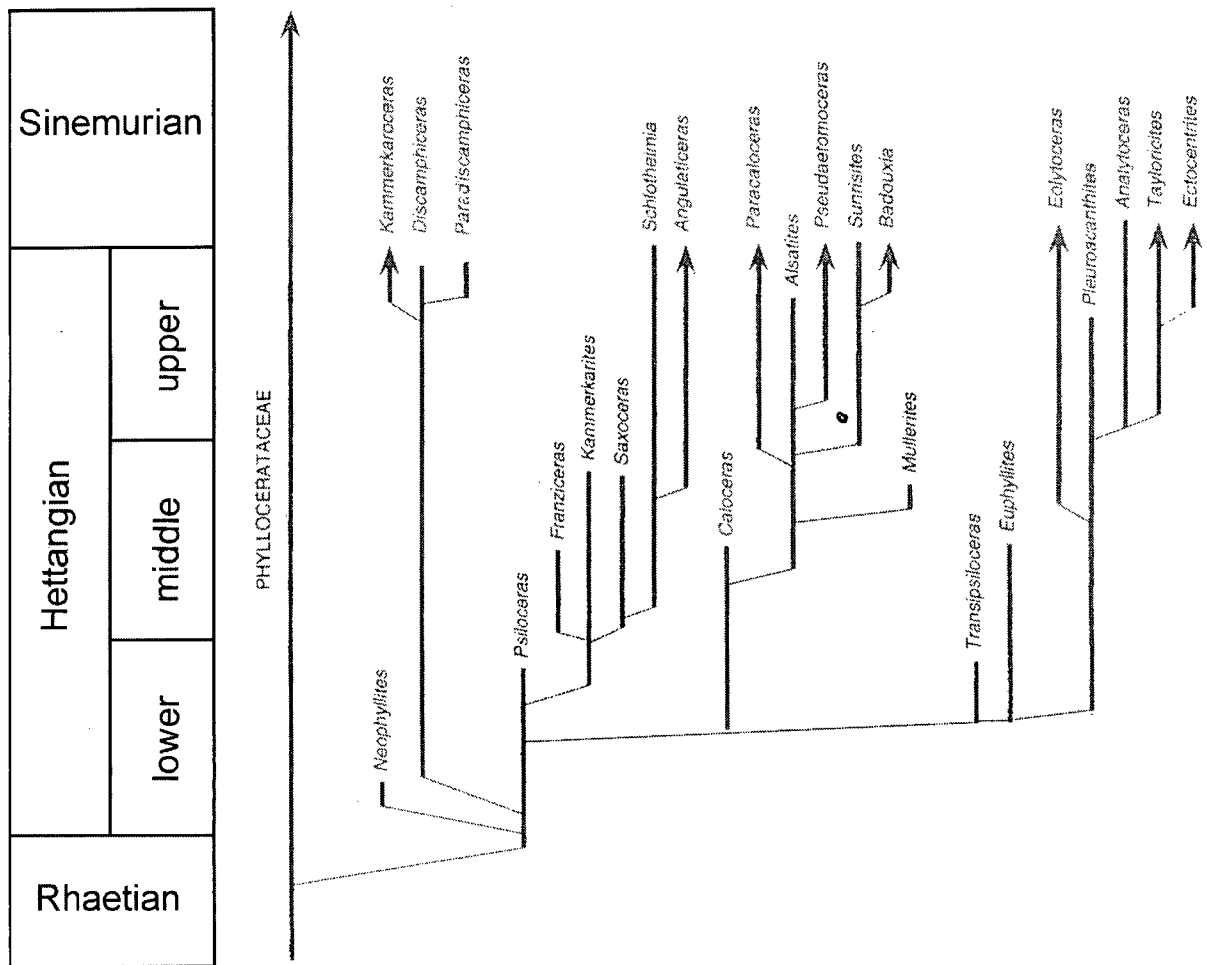 Sinemurian
Hettangian
upper
middle
lower
Rhaetian
PHYLLOCERATACEAE
Neophyllites
Kammerkaroceras
Discamphiceras
Paradiscamphiceras
Psiloceras
Franziceras
Kammerkarites
Saxoceras
Schlotheimia
Angulaticeras
Caloceras
Paracaloceras
Alsatites
Pseudaetomoceras
Sunrisites
Badouxia
Mullerites
Transipsiloceras
Euphyllites
Eolytoceras
Pleuroacanthites
Analytoceras
Tayloricites
Ectocentrites